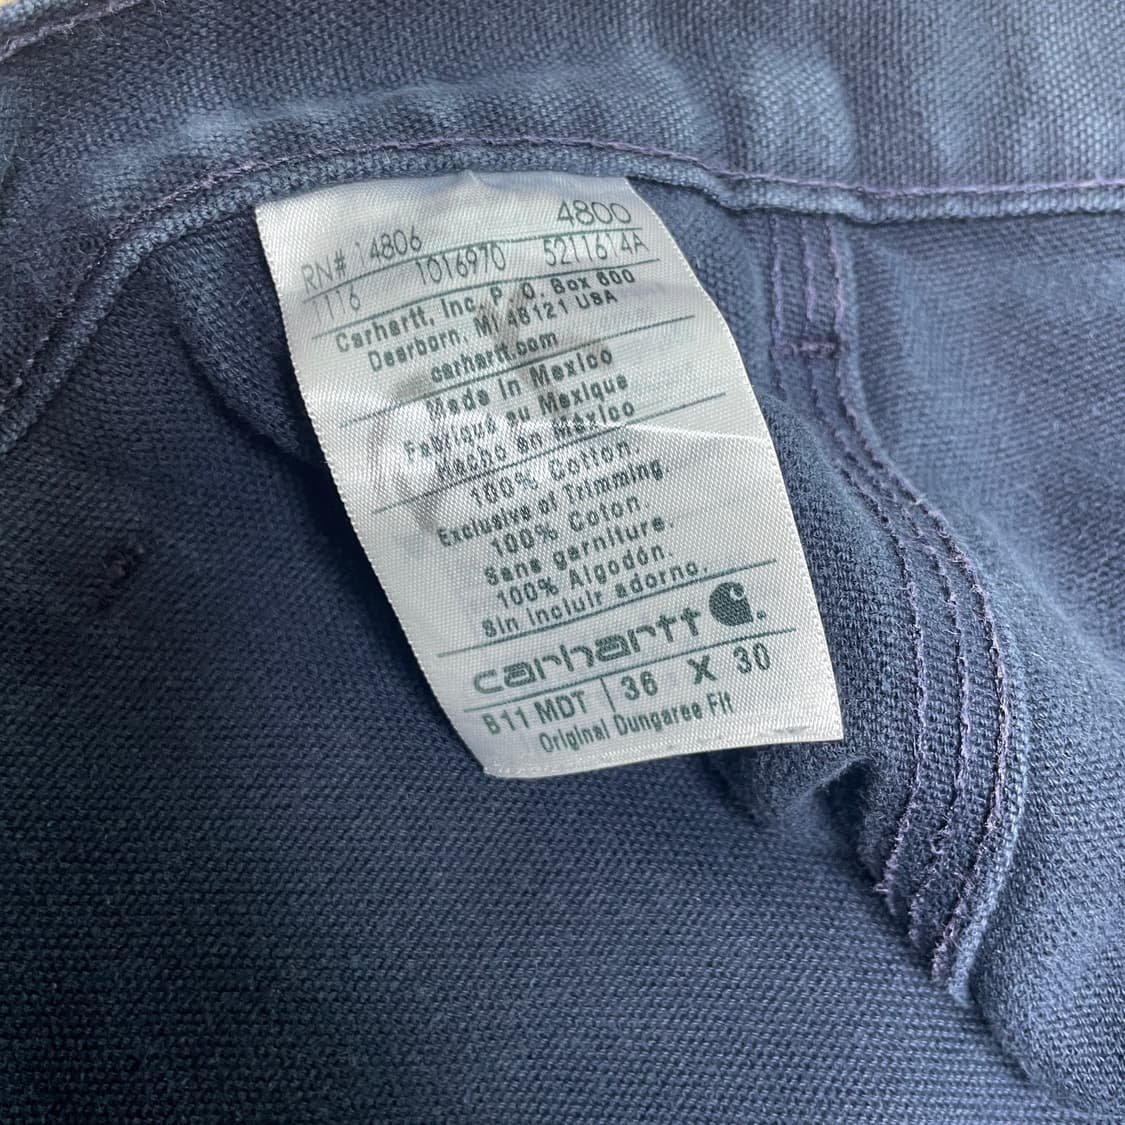 RN# 14806 4800
116 1016970 5211614A
Carhartt, Inc. P. O. Box 600
Dearborn, MI 48121 USA
carhartt.com
Made in Mexico
Fabriqué au Mexique
Hecho en México
100% Cotton.
Exclusive of Trimming.
100% Coton.
Sans garniture.
100% Algodón.
Sin incluir adorno.
carhartt
B11 MDT 36 X 30
Original Dungaree Fit